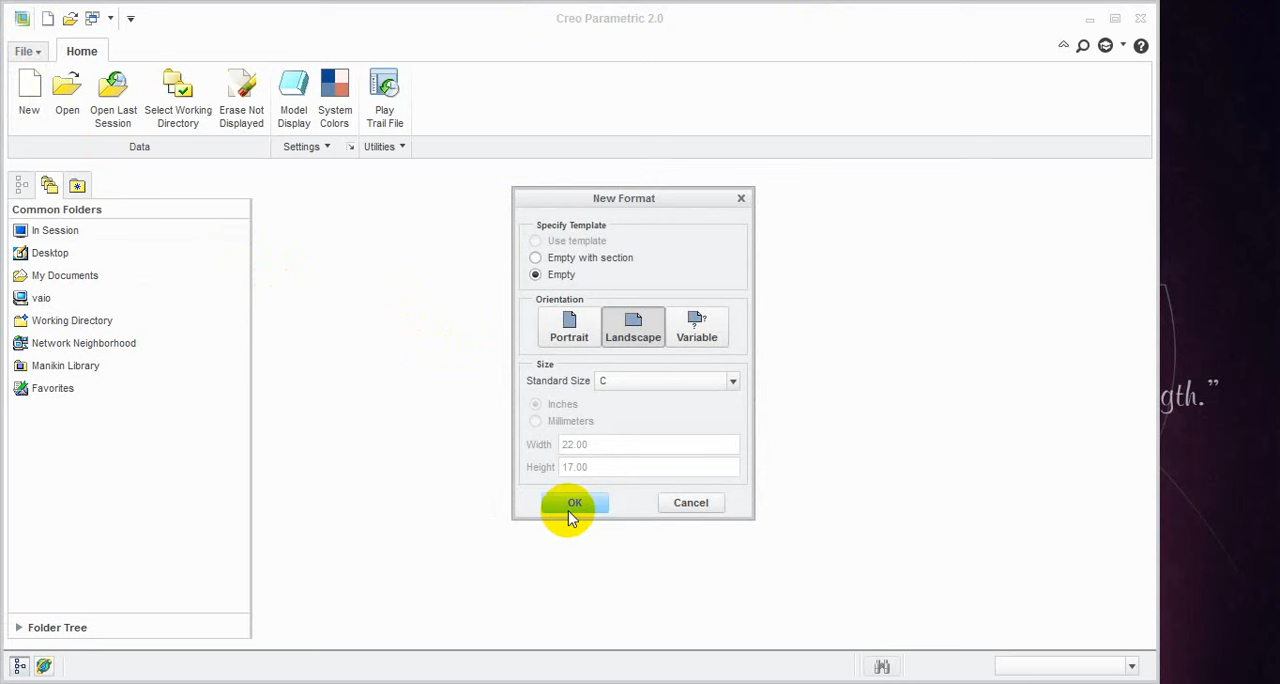 Creo Parametric 2.0
File
Home
New
Open
Open Last Session
Select Working Directory
Erase Not Displayed
Model Display
System Colors
Play Trail File
Data
Settings
Utilities
Common Folders
In Session
Desktop
My Documents
vaio
Working Directory
Network Neighborhood
Manikin Library
Favorites
Folder Tree
New Format
Specify Template
Use template
Empty with section
Empty
Orientation
Portrait
Landscape
Variable
Size
Standard Size C
Inches
Millimeters
Width 22.00
Height 17.00
OK
Cancel